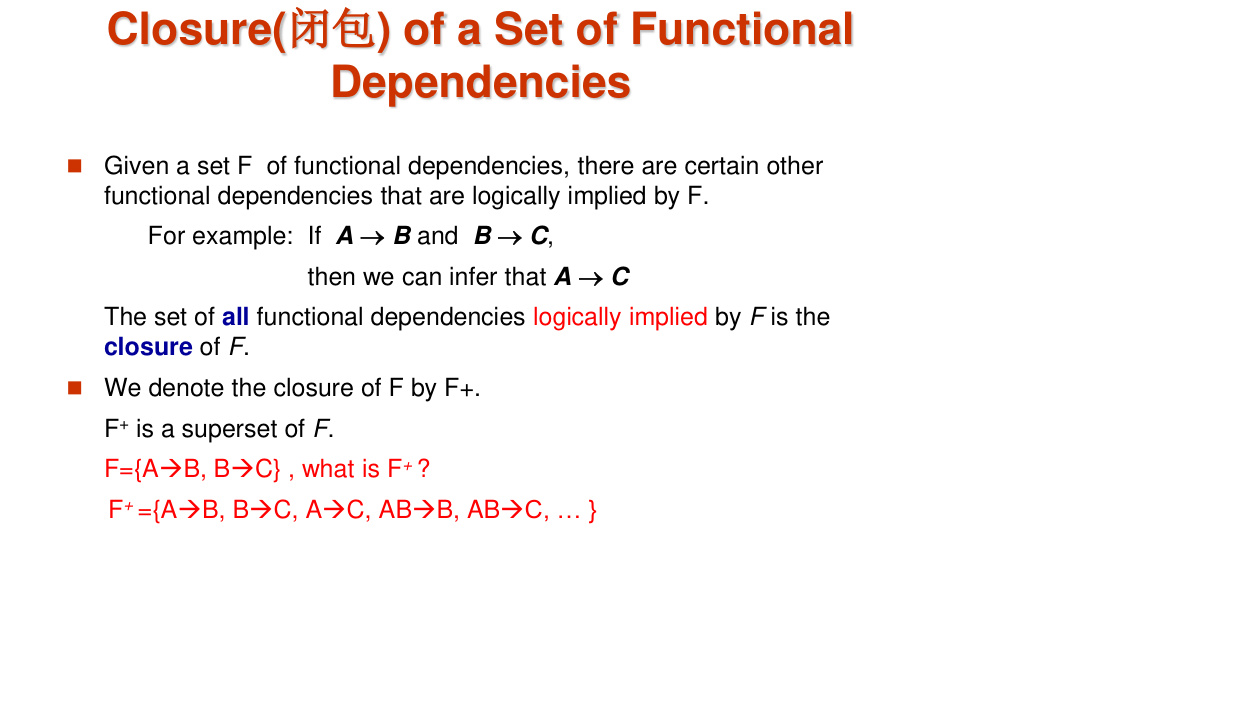 Closure(闭包) of a Set of Functional
Dependencies
Given a set F of functional dependencies, there are certain other
functional dependencies that are logically implied by F.
For example: If A → B and B → C,
then we can infer that A → C
The set of all functional dependencies logically implied by F is the
closure of F.
We denote the closure of F by F+.
F⁺ is a superset of F.
F={A→B, B→C} , what is F⁺ ?
F⁺ ={A→B, B→C, A→C, AB→B, AB→C, … }